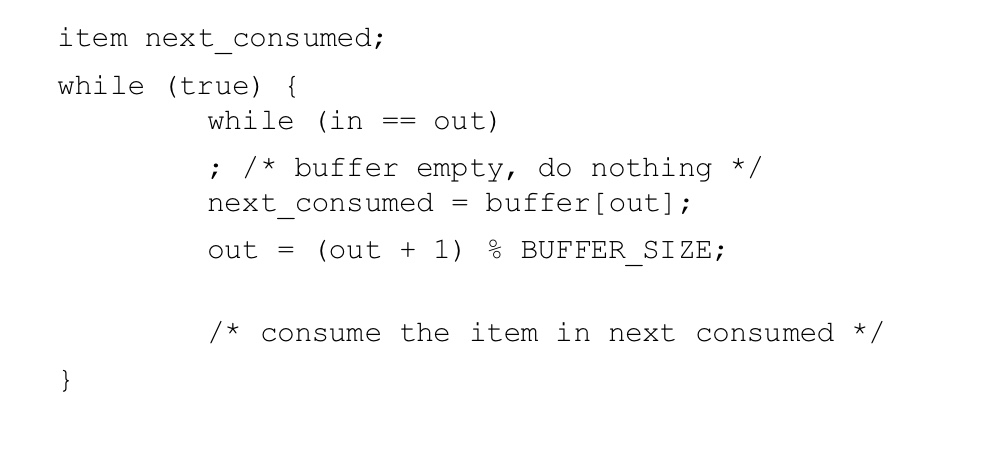 item next_consumed;
while (true) {
while (in == out)
; /* buffer empty, do nothing */
next_consumed = buffer[out];
out = (out + 1) % BUFFER_SIZE;
/* consume the item in next consumed */
}